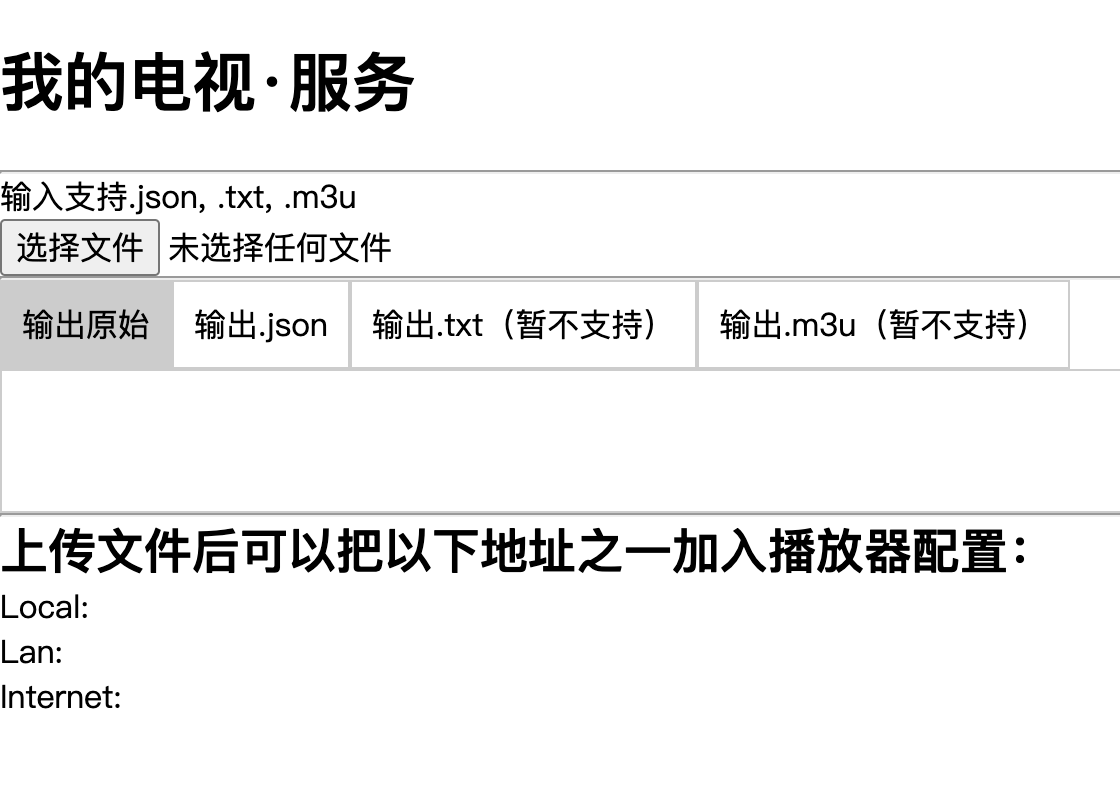 我的电视·服务
输入支持.json, .txt, .m3u
选择文件 未选择任何文件
输出原始 输出.json 输出.txt（暂不支持） 输出.m3u（暂不支持）
上传文件后可以把以下地址之一加入播放器配置：
Local:
Lan:
Internet: